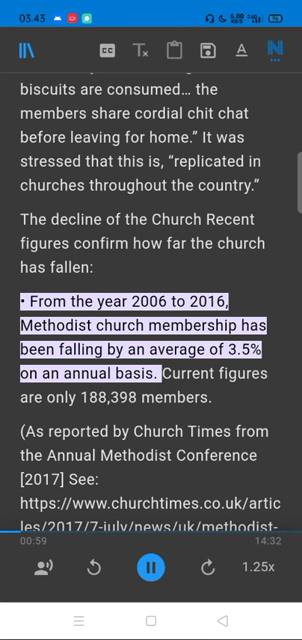 03.43
CC
biscuits are consumed… the
members share cordial chit chat
before leaving for home.” It was
stressed that this is, “replicated in
churches throughout the country.”
The decline of the Church Recent
figures confirm how far the church
has fallen:
• From the year 2006 to 2016,
Methodist church membership has
been falling by an average of 3.5%
on an annual basis. Current figures
are only 188,398 members.
(As reported by Church Times from
the Annual Methodist Conference
[2017] See:
https://www.churchtimes.co.uk/artic
les/2017/7-july/news/uk/methodist-
00:59
14:32
1.25x